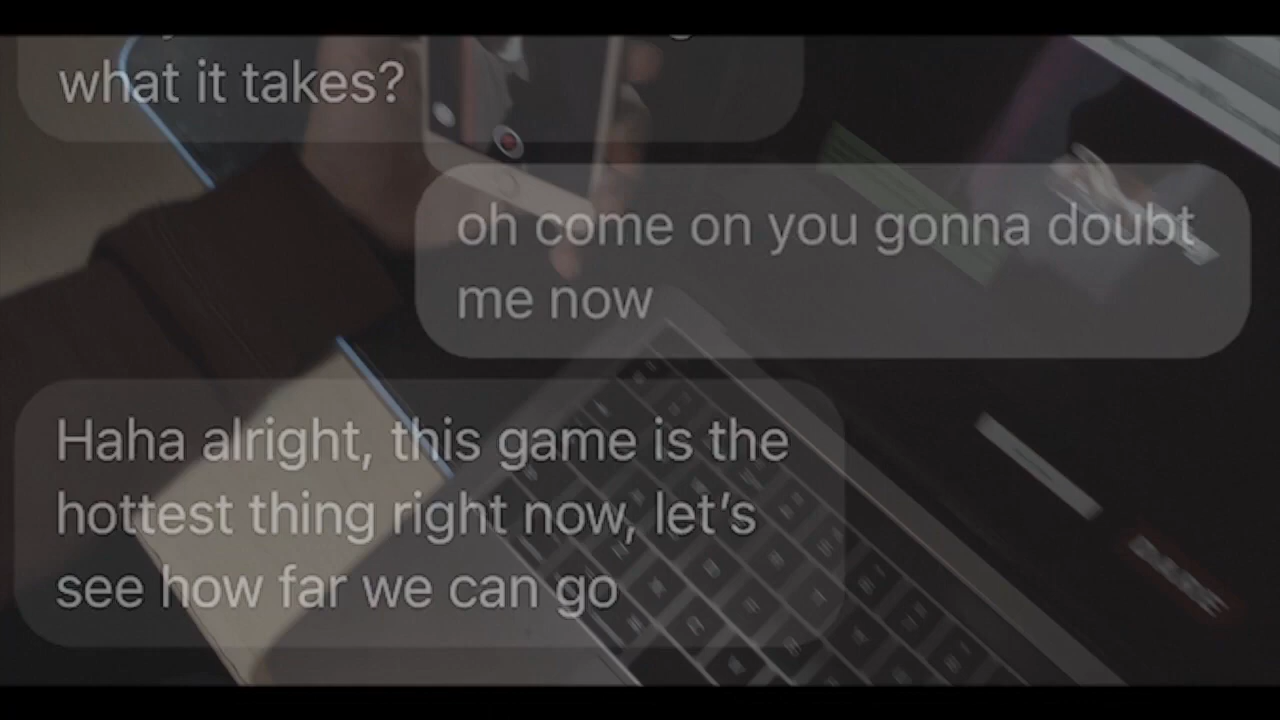 what it takes?
oh come on you gonna doubt
me now
Haha alright, this game is the
hottest thing right now, let's
see how far we can go